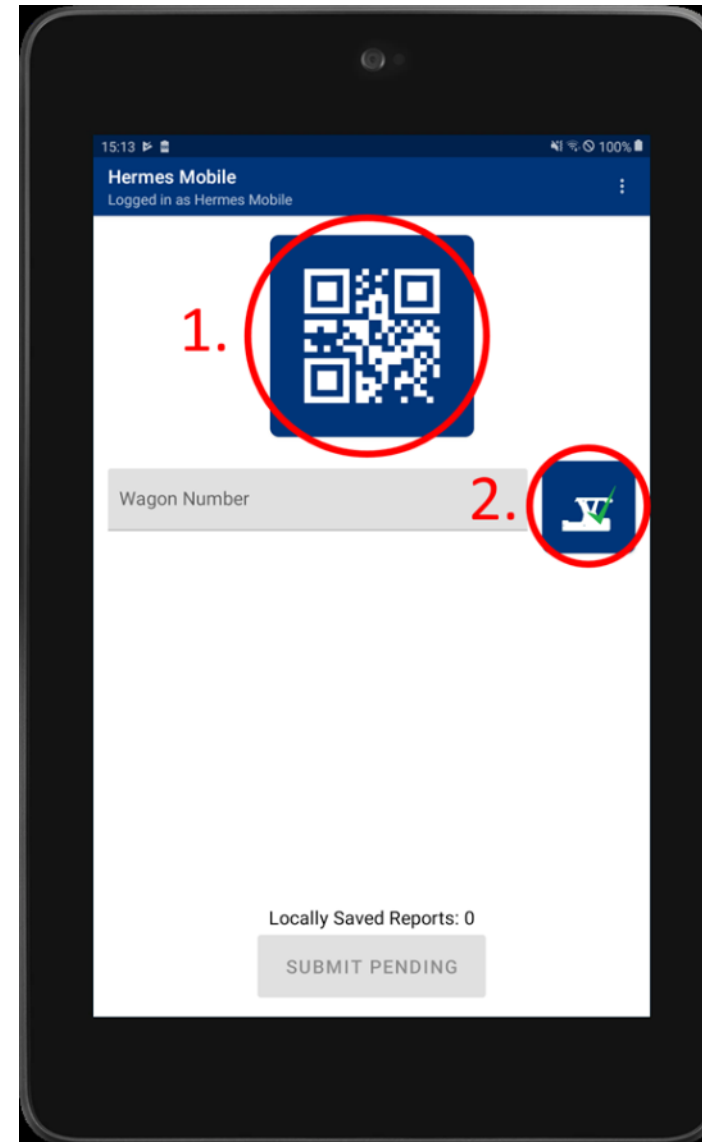 15:13
100%
Hermes Mobile
Logged in as Hermes Mobile
1.
Wagon Number
2.
Locally Saved Reports: 0
SUBMIT PENDING